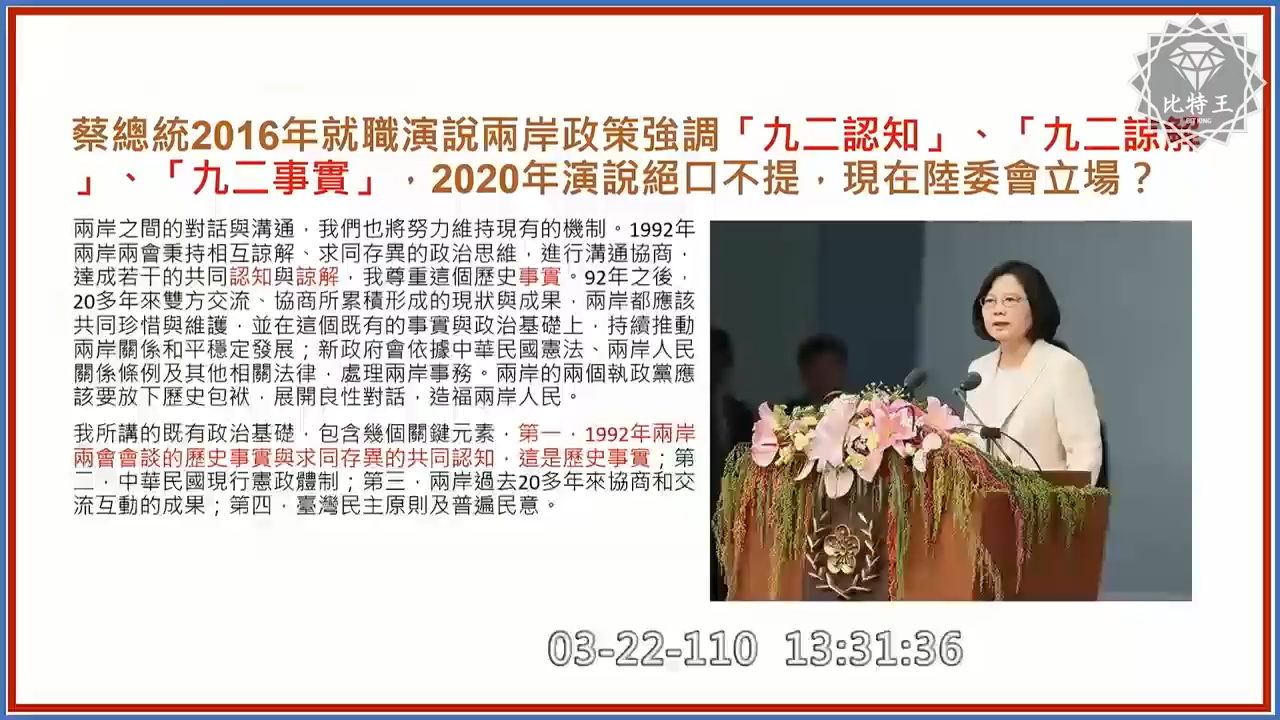 比特王
BIT KING
蔡總統2016年就職演說兩岸政策強調「九二認知」、「九二諒解
」、「九二事實」，2020年演說絕口不提，現在陸委會立場？
兩岸之間的對話與溝通，我們也將努力維持現有的機制。1992年
兩岸兩會秉持相互諒解、求同存異的政治思維，進行溝通協商，
達成若干的共同認知與諒解，我尊重這個歷史事實。92年之後，
20多年來雙方交流、協商所累積形成的現狀與成果，兩岸都應該
共同珍惜與維護，並在這個既有的事實與政治基礎上，持續推動
兩岸關係和平穩定發展；新政府會依據中華民國憲法、兩岸人民
關係條例及其他相關法律，處理兩岸事務。兩岸的兩個執政黨應
該要放下歷史包袱，展開良性對話，造福兩岸人民。
我所講的既有政治基礎，包含幾個關鍵元素，第一，1992年兩岸
兩會會談的歷史事實與求同存異的共同認知，這是歷史事實；第
二，中華民國現行憲政體制；第三，兩岸過去20多年來協商和交
流互動的成果；第四，臺灣民主原則及普遍民意。
03-22-110 13:31:36